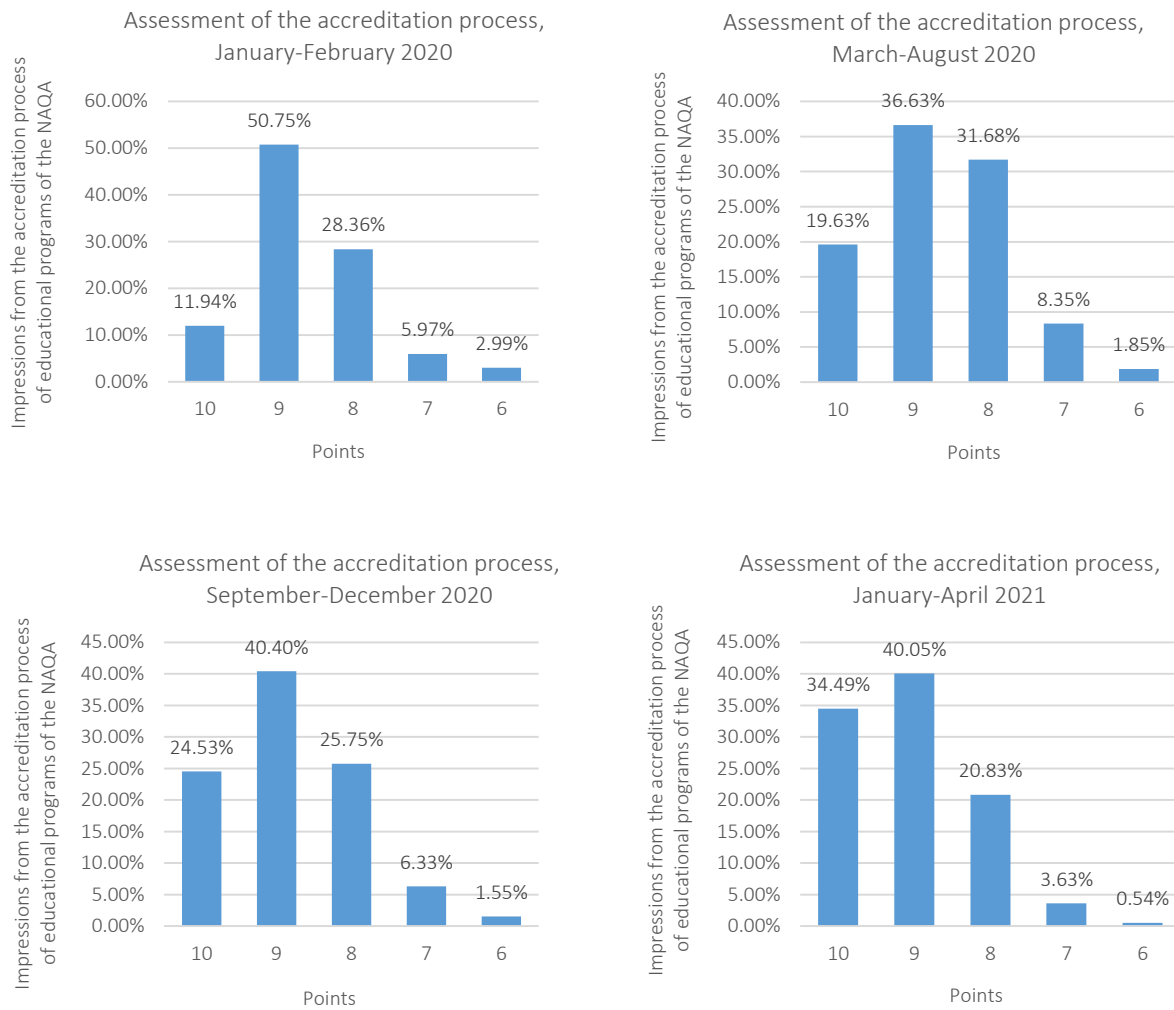 Assessment of the accreditation process,
January-February 2020
Impressions from the accreditation process
of educational programs of the NAQA
60.00%
50.00%
40.00%
30.00%
20.00%
10.00%
0.00%
11.94%
50.75%
28.36%
5.97%
2.99%
10 9 8 7 6
Points
Assessment of the accreditation process,
March-August 2020
Impressions from the accreditation process
of educational programs of the NAQA
40.00%
35.00%
30.00%
25.00%
20.00%
15.00%
10.00%
5.00%
0.00%
19.63%
36.63%
31.68%
8.35%
1.85%
10 9 8 7 6
Points
Assessment of the accreditation process,
September-December 2020
Impressions from the accreditation process
of educational programs of the NAQA
45.00%
40.00%
35.00%
30.00%
25.00%
20.00%
15.00%
10.00%
5.00%
0.00%
24.53%
40.40%
25.75%
6.33%
1.55%
10 9 8 7 6
Points
Assessment of the accreditation process,
January-April 2021
Impressions from the accreditation process
of educational programs of the NAQA
45.00%
40.00%
35.00%
30.00%
25.00%
20.00%
15.00%
10.00%
5.00%
0.00%
34.49%
40.05%
20.83%
3.63%
0.54%
10 9 8 7 6
Points